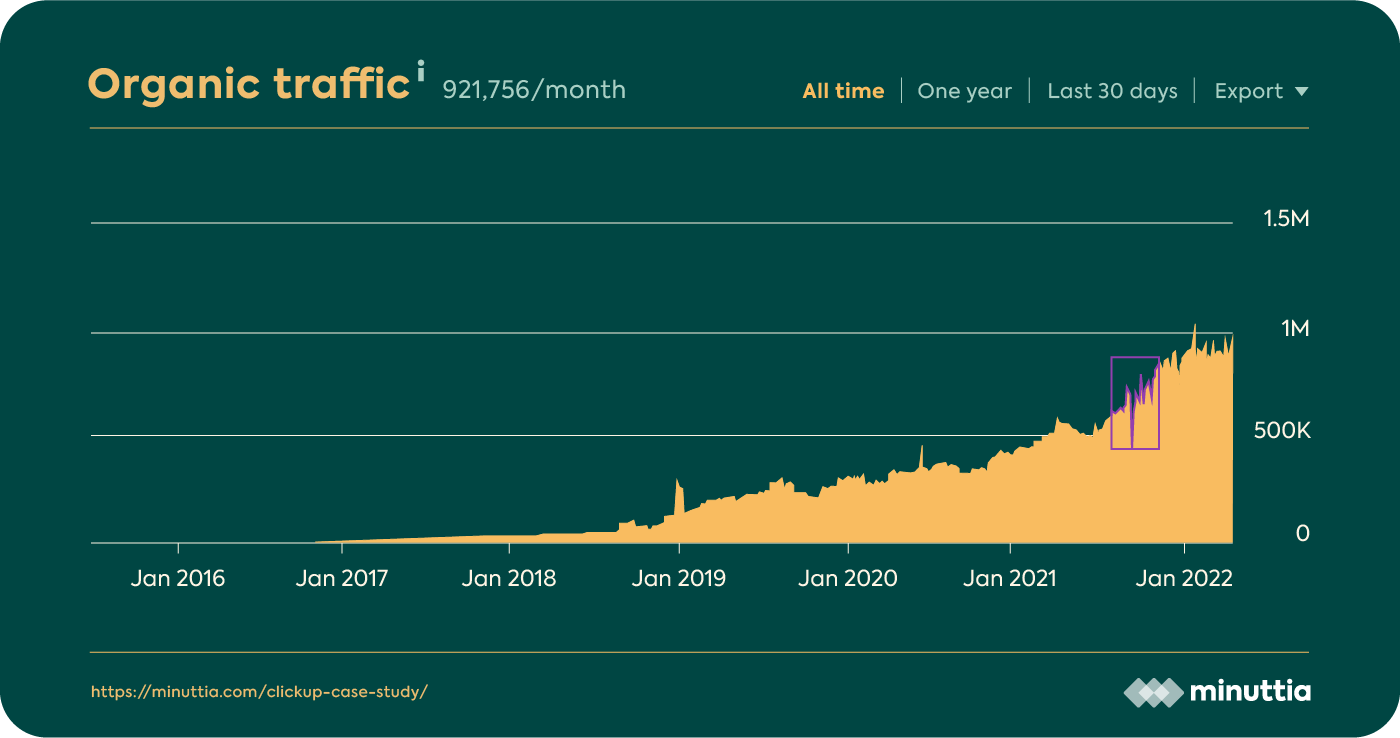 Organic traffic i 921,756/month
All time | One year | Last 30 days | Export
1.5M
1M
500K
0
Jan 2016 Jan 2017 Jan 2018 Jan 2019 Jan 2020 Jan 2021 Jan 2022
https://minuttia.com/clickup-case-study/
minuttia